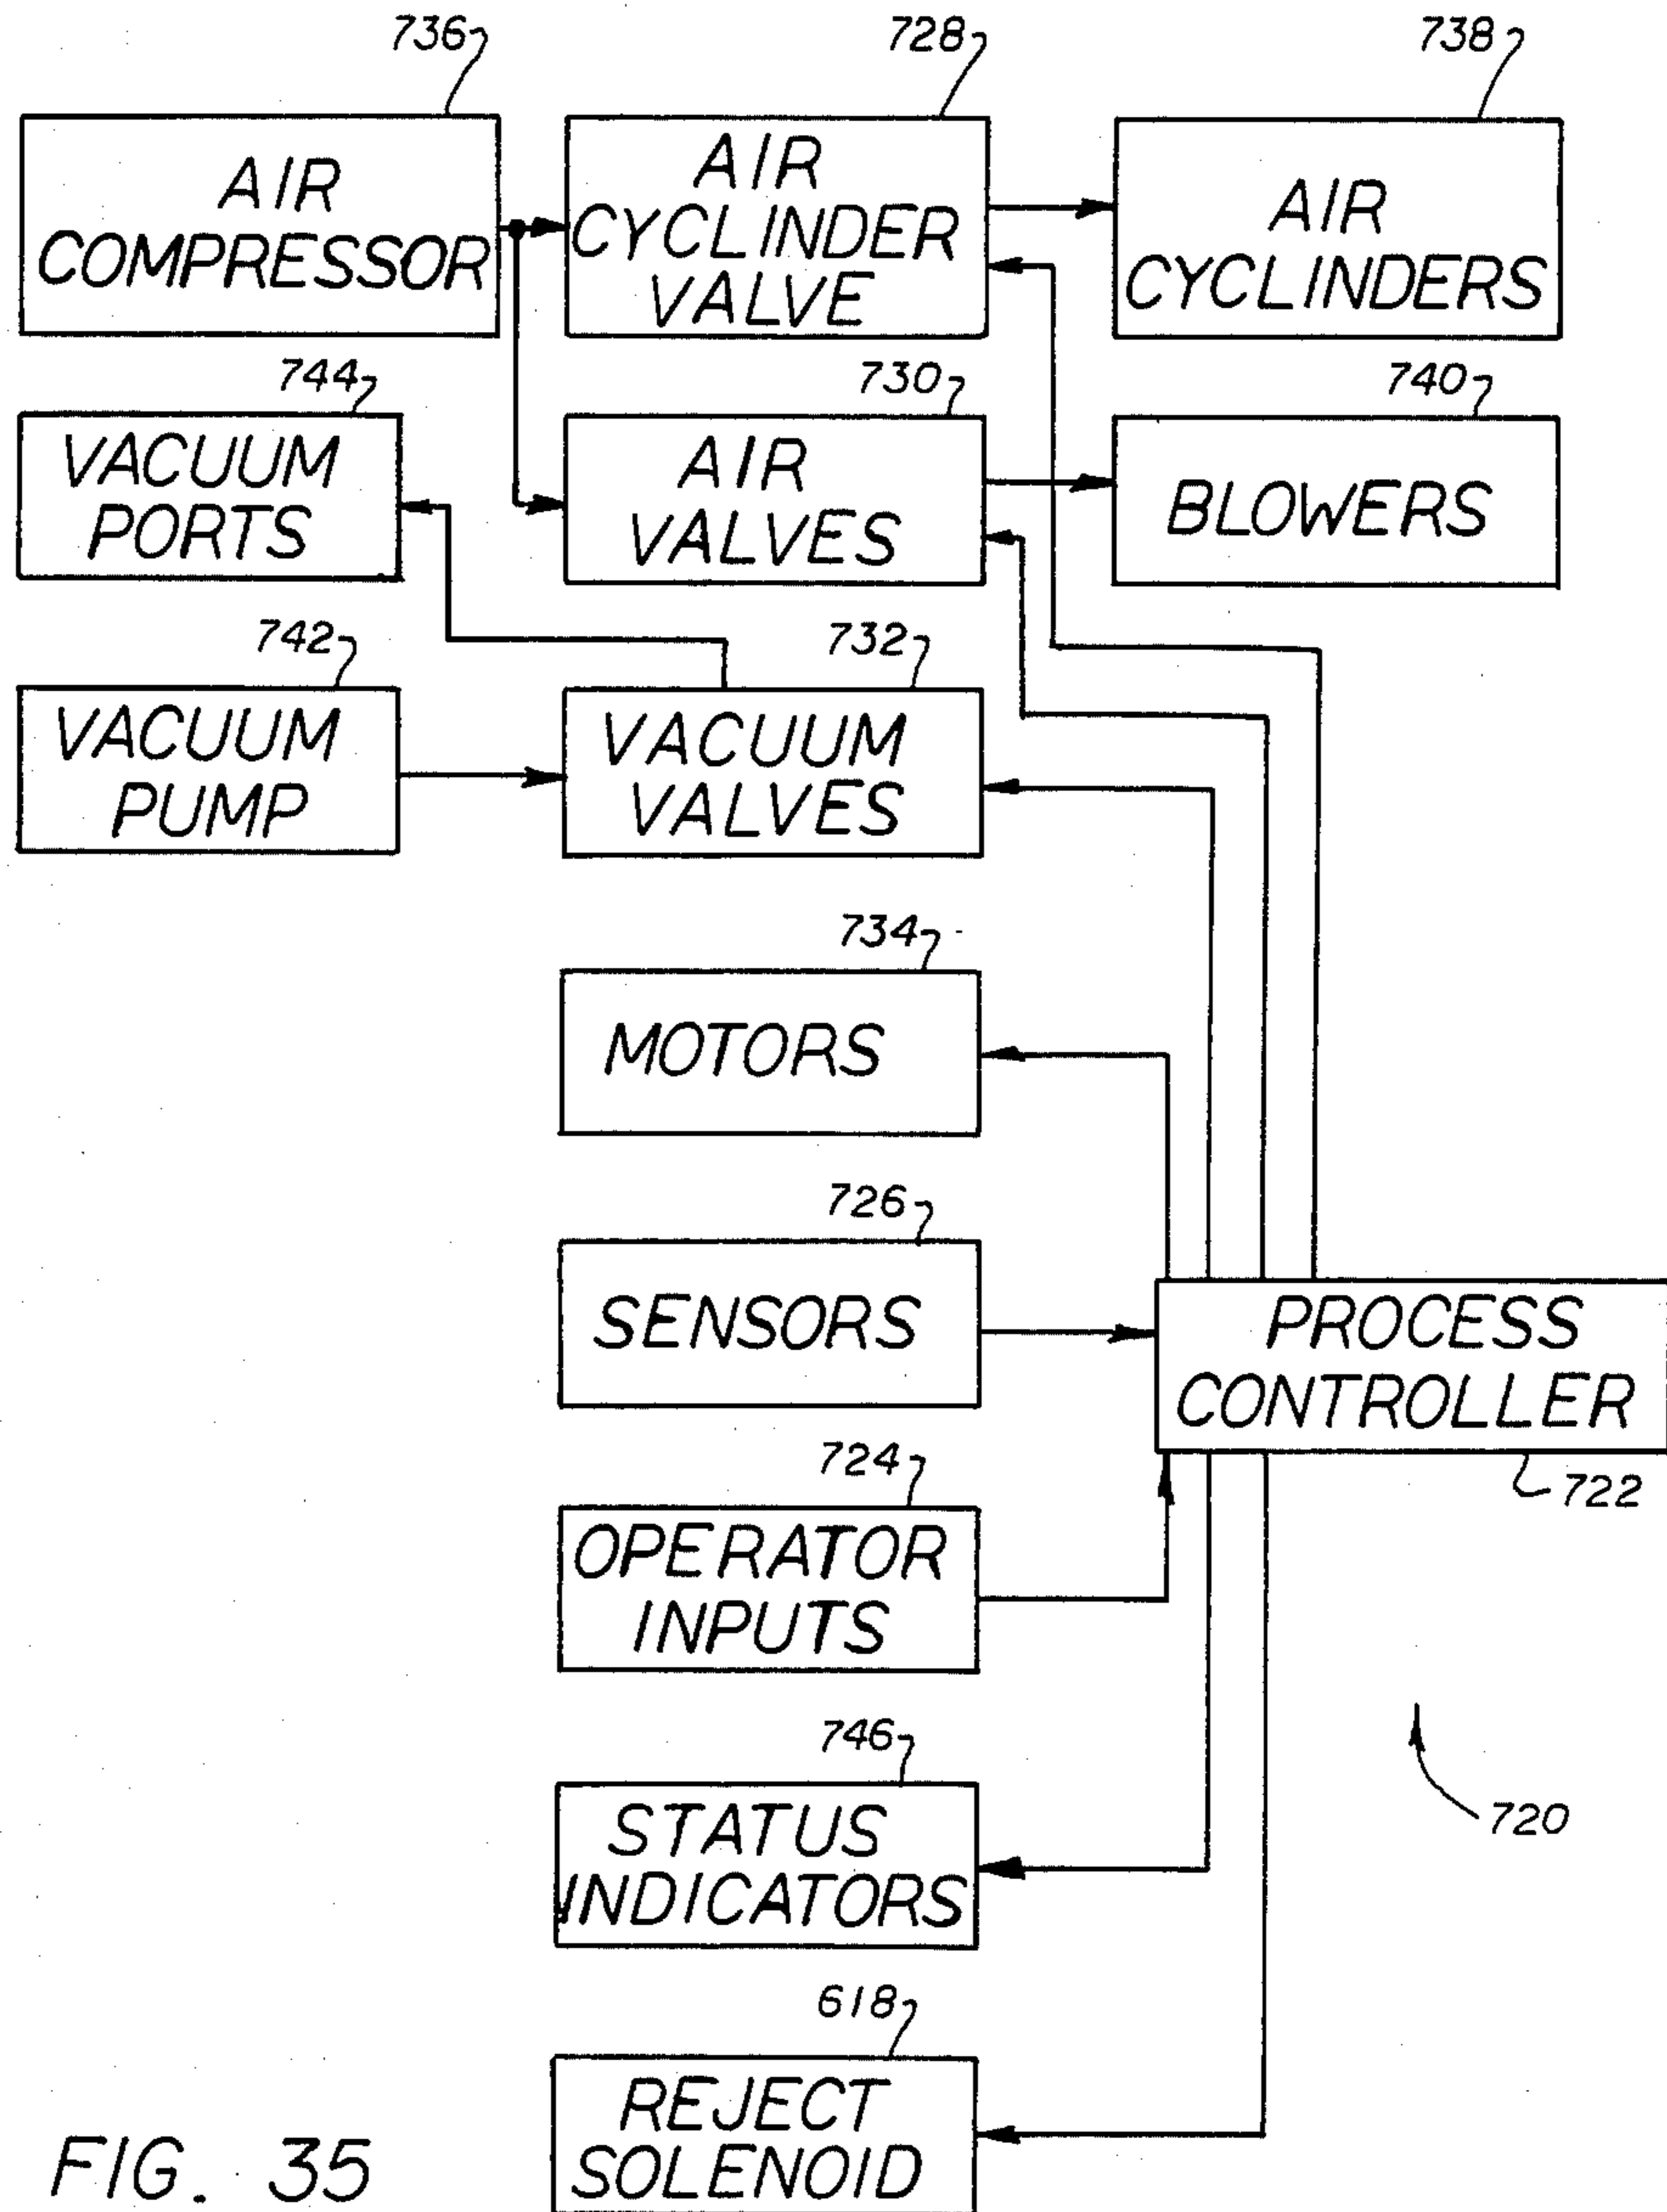 736
728
738
AIR
COMPRESSOR
AIR
CYCLINDER
VALVE
AIR
CYCLINDERS
744
730
740
VACUUM
PORTS
AIR
VALVES
BLOWERS
742
732
VACUUM
PUMP
VACUUM
VALVES
734
MOTORS
726
SENSORS
PROCESS
CONTROLLER
722
724
OPERATOR
INPUTS
746
STATUS
INDICATORS
720
618
REJECT
SOLENOID
FIG. 35